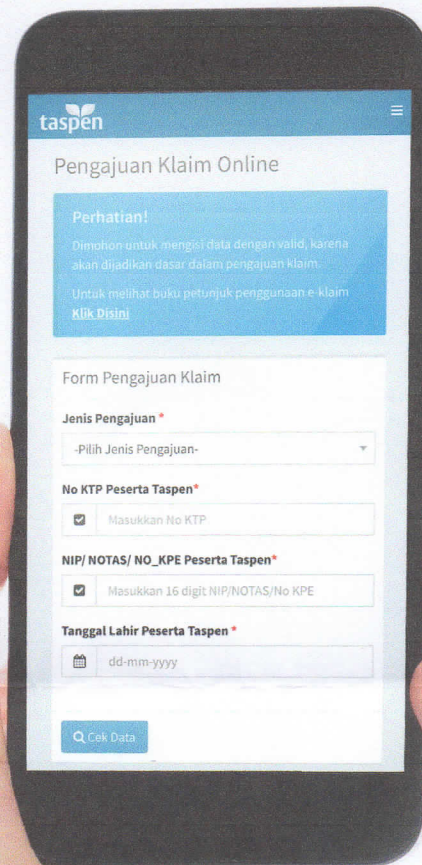 taspen
Pengajuan Klaim Online
Perhatian!
Dimohon untuk mengisi data dengan valid, karena
akan dijadikan dasar dalam pengajuan klaim.
Untuk melihat buku petunjuk penggunaan e-klaim
Klik Disini
Form Pengajuan Klaim
Jenis Pengajuan *
-Pilih Jenis Pengajuan-
No KTP Peserta Taspen*
Masukkan No KTP
NIP/ NOTAS/ NO_KPE Peserta Taspen*
Masukkan 16 digit NIP/NOTAS/No KPE
Tanggal Lahir Peserta Taspen *
dd-mm-yyyy
Cek Data